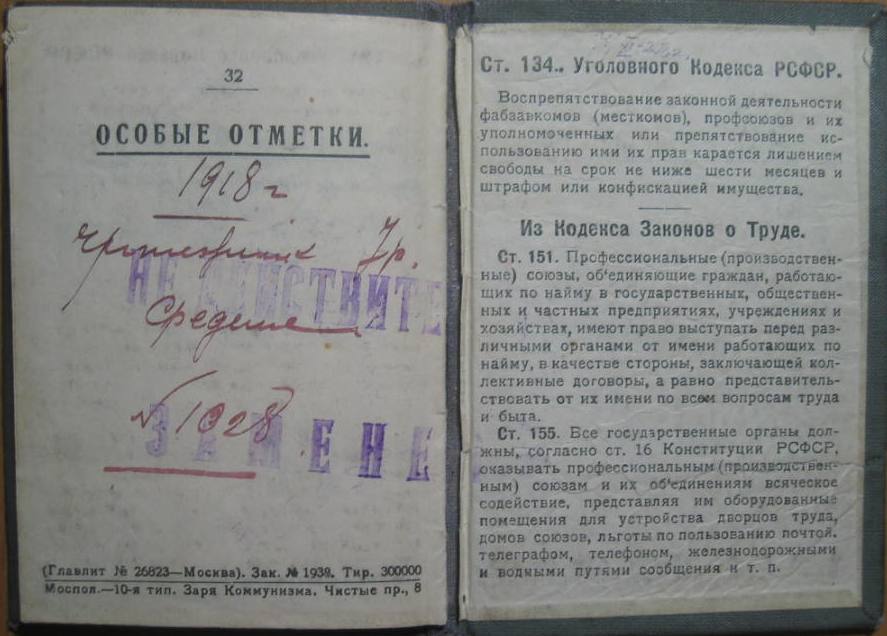 32
ОСОБЫЕ ОТМЕТКИ.
1918 г
7 р.
НЕ ДЕЙСТВИТЕ
Среднее
№ 1028
ЗАМЕНЕ
(Главлит № 26823—Москва). Зак. № 1938. Тир. 300000
Моспол.—10-я тип. Заря Коммунизма. Чистые пр., 8
Ст. 134. Уголовного Кодекса РСФСР.
Воспрепятствование законной деятельности
фабзавкомов (месткомов), профсоюзов и их
уполномоченных или препятствование ис-
пользованию ими их прав карается лишением
свободы на срок не ниже шести месяцев и
штрафом или конфискацией имущества.
Из Кодекса Законов о Труде.
Ст. 151. Профессиональные (производствен-
ные) союзы, об'единяющие граждан, работаю-
щих по найму в государственных, обществен-
ных и частных предприятиях, учреждениях и
хозяйствах, имеют право выступать перед раз-
личными органами от имени работающих по
найму, в качестве стороны, заключающей кол-
лективные договоры, а равно представитель-
ствовать от их имени по всем вопросам труда
и быта.
Ст. 155. Все государственные органы дол-
жны, согласно ст. 16 Конституции РСФСР,
оказывать профессиональным (производствен-
ным) союзам и их об'единениям всяческое
содействие, представляя им оборудованные
помещения для устройства дворцов труда,
домов союзов, льготы по пользованию почтой,
телеграфом, телефоном, железнодорожными
и водными путями сообщения и т. п.